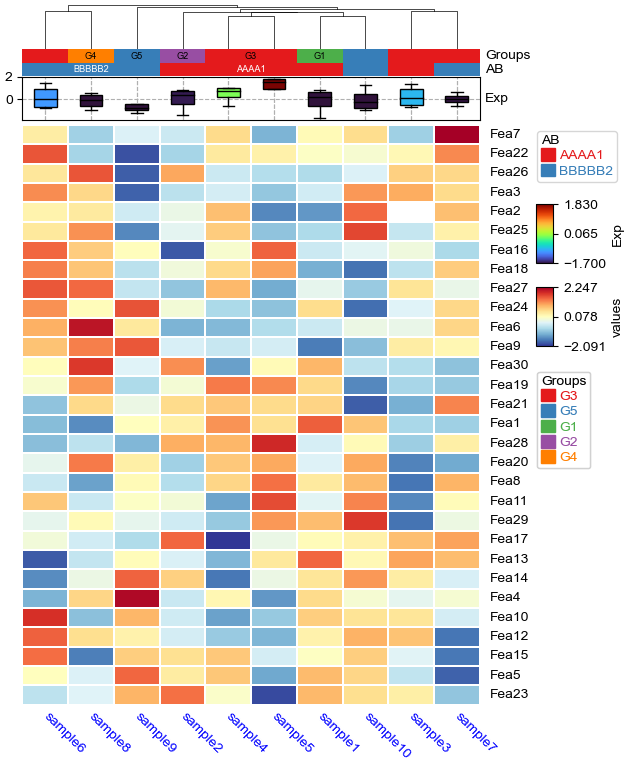 G4 G5 G2 G3 G1 Groups
BBBBB2 AAAA1 AB
2
0
Exp
Fea7
Fea22
Fea26
Fea3
Fea2
Fea25
Fea16
Fea18
Fea27
Fea24
Fea6
Fea9
Fea30
Fea19
Fea21
Fea1
Fea28
Fea20
Fea8
Fea11
Fea29
Fea17
Fea13
Fea14
Fea4
Fea10
Fea12
Fea15
Fea5
Fea23
sample6
sample8
sample9
sample2
sample4
sample5
sample1
sample10
sample3
sample7
AB
AAAA1
BBBBB2
1.830
0.065
−1.700
Exp
2.247
0.078
−2.091
values
Groups
G3
G5
G1
G2
G4